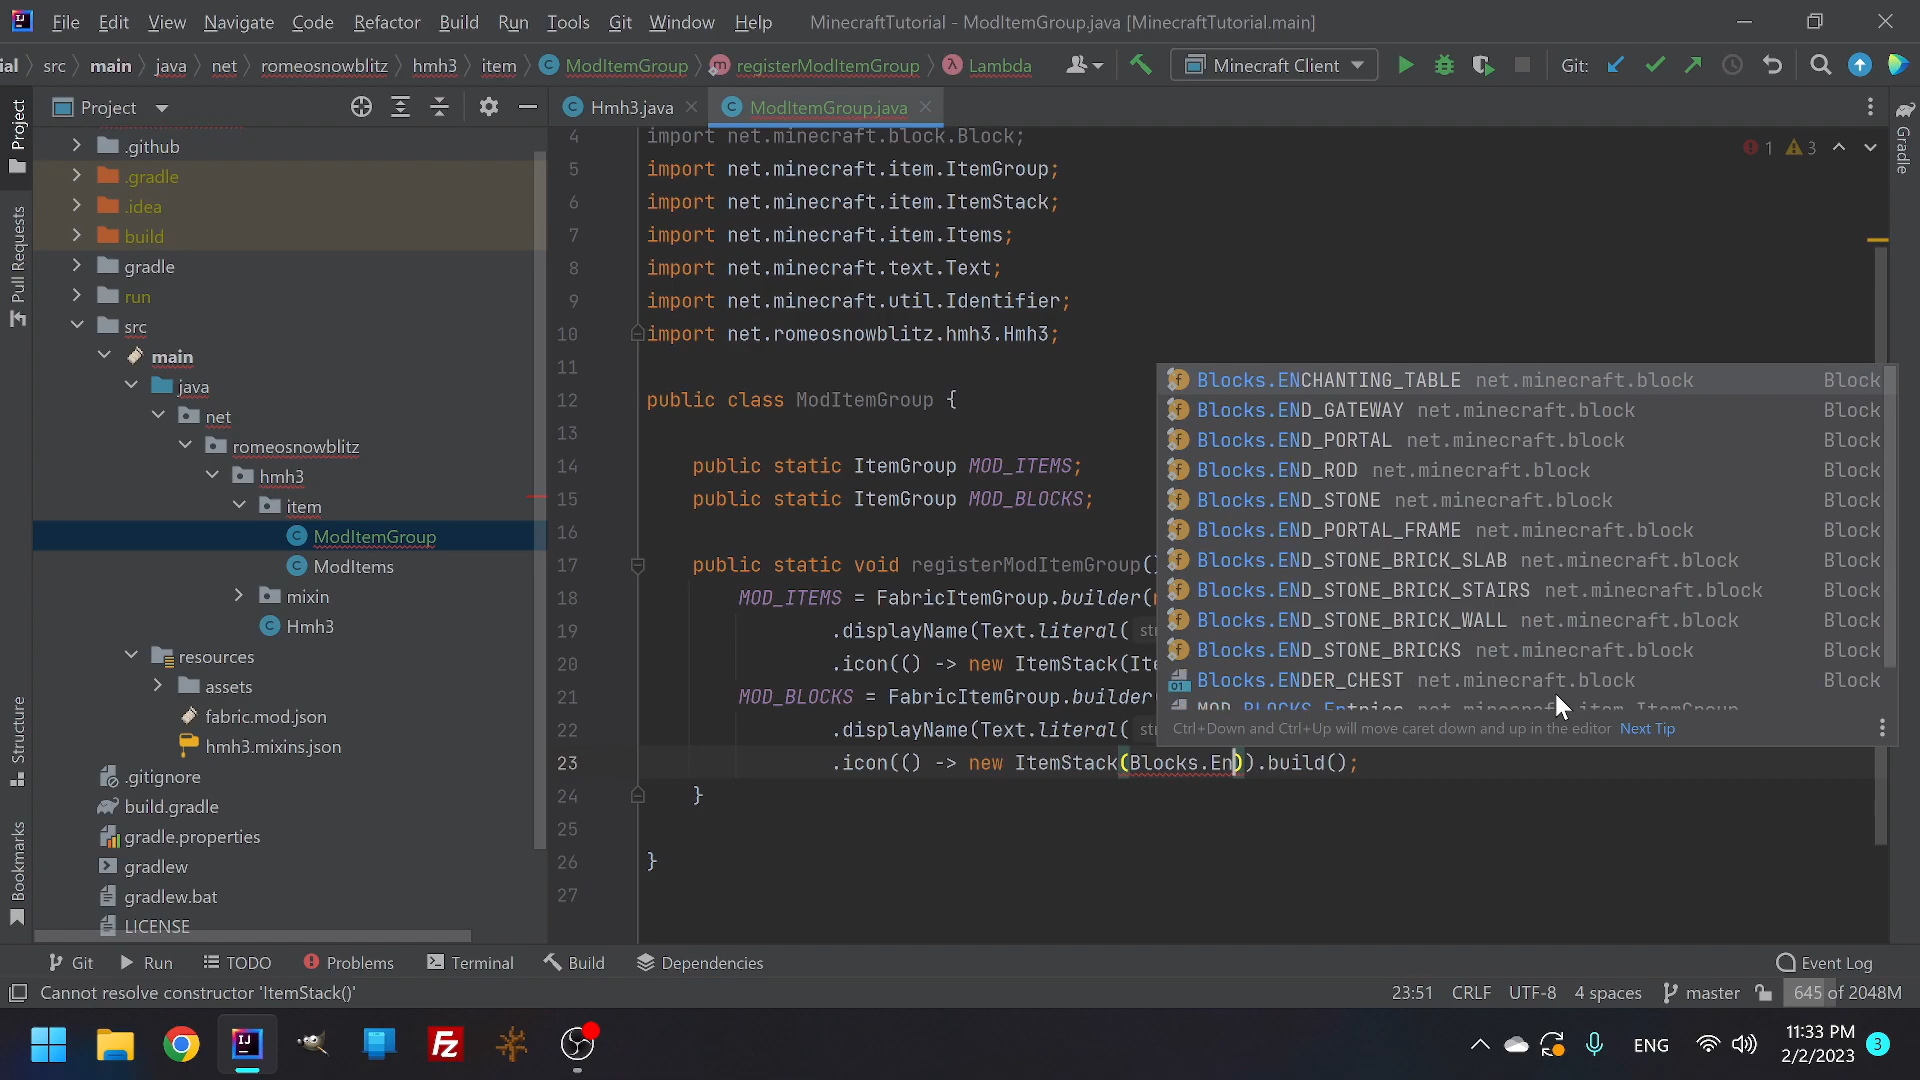 File Edit View Navigate Code Refactor Build Run Tools Git Window Help MinecraftTutorial - ModItemGroup.java [MinecraftTutorial.main]
ial src main java net romeosnowblitz hmh3 item ModItemGroup registerModItemGroup Lambda Minecraft Client Git:
Project Hmh3.java ModItemGroup.java
.github
.gradle
.idea
build
gradle
run
src
main
java
net
romeosnowblitz
hmh3
item
ModItemGroup
ModItems
mixin
Hmh3
resources
assets
fabric.mod.json
hmh3.mixins.json
.gitignore
build.gradle
gradle.properties
gradlew
gradlew.bat
LICENSE
Project
Pull Requests
Structure
Bookmarks
1 3
Gradle
4 import net.minecraft.block.Block;
5 import net.minecraft.item.ItemGroup;
6 import net.minecraft.item.ItemStack;
7 import net.minecraft.item.Items;
8 import net.minecraft.text.Text;
9 import net.minecraft.util.Identifier;
10 import net.romeosnowblitz.hmh3.Hmh3;
11
12 public class ModItemGroup {
13
14 public static ItemGroup MOD_ITEMS;
15 public static ItemGroup MOD_BLOCKS;
16
17 public static void registerModItemGroup()
18 MOD_ITEMS = FabricItemGroup.builder(
19 .displayName(Text.literal(
20 .icon(() -> new ItemStack(Ite
21 MOD_BLOCKS = FabricItemGroup.builder(
22 .displayName(Text.literal(
23 .icon(() -> new ItemStack(Blocks.En)).build();
24 }
25
26 }
27
Blocks.ENCHANTING_TABLE net.minecraft.block Block
Blocks.END_GATEWAY net.minecraft.block Block
Blocks.END_PORTAL net.minecraft.block Block
Blocks.END_ROD net.minecraft.block Block
Blocks.END_STONE net.minecraft.block Block
Blocks.END_PORTAL_FRAME net.minecraft.block Block
Blocks.END_STONE_BRICK_SLAB net.minecraft.block Block
Blocks.END_STONE_BRICK_STAIRS net.minecraft.block Block
Blocks.END_STONE_BRICK_WALL net.minecraft.block Block
Blocks.END_STONE_BRICKS net.minecraft.block Block
Blocks.ENDER_CHEST net.minecraft.block Block
Ctrl+Down and Ctrl+Up will move caret down and up in the editor Next Tip
Git Run TODO Problems Terminal Build Dependencies Event Log
Cannot resolve constructor 'ItemStack()' 23:51 CRLF UTF-8 4 spaces master 645 of 2048M
ENG 11:33 PM
2/2/2023 3